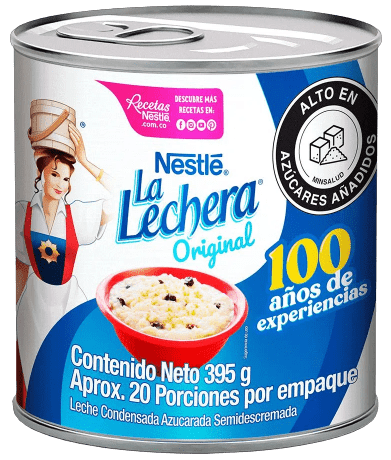 Recetas
Nestlé®
.com.co
DESCUBRE MÁS
RECETAS EN:
ALTO EN
AZÚCARES AÑADIDOS
MINSALUD
Nestlé®
La
Lechera®
Original
100
años de
experiencias
Contenido Neto 395 g
Aprox. 20 Porciones por empaque
Leche Condensada Azucarada Semidescremada